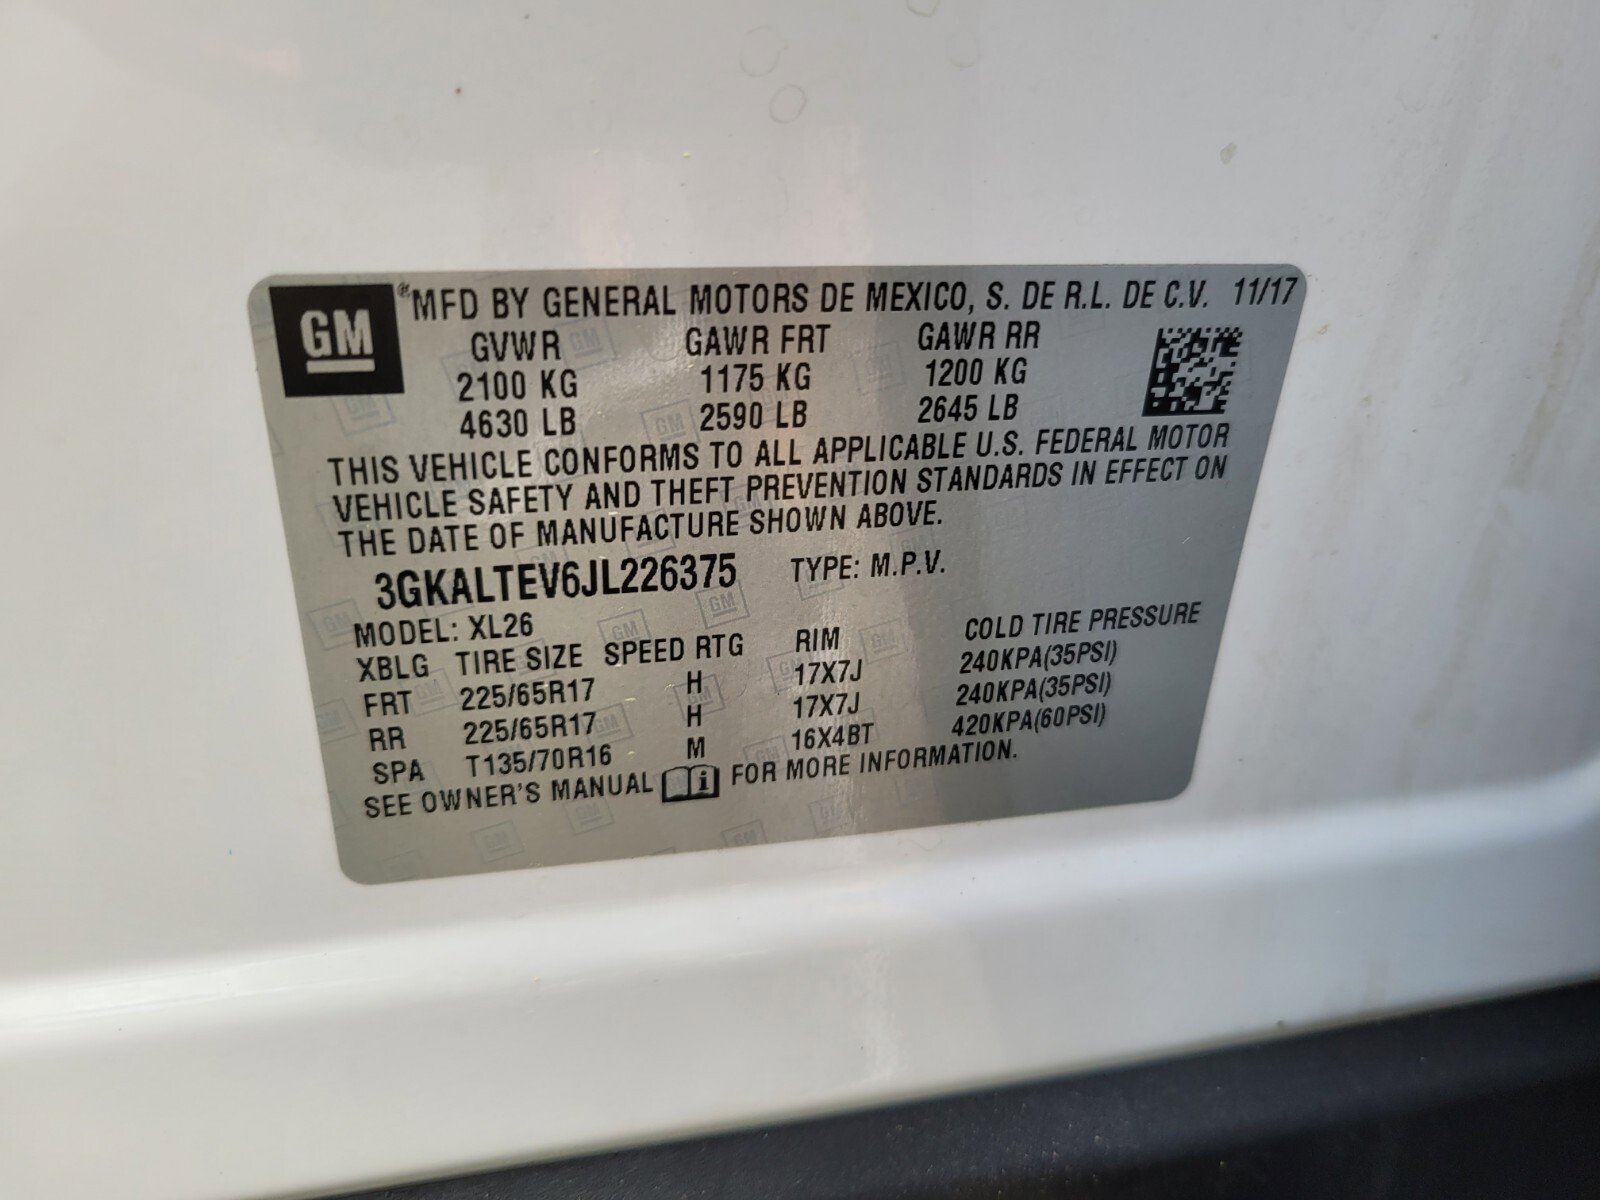 GM ® MFD BY GENERAL MOTORS DE MEXICO, S. DE R.L. DE C.V. 11/17
GVWR GAWR FRT GAWR RR
2100 KG 1175 KG 1200 KG
4630 LB 2590 LB 2645 LB
THIS VEHICLE CONFORMS TO ALL APPLICABLE U.S. FEDERAL MOTOR
VEHICLE SAFETY AND THEFT PREVENTION STANDARDS IN EFFECT ON
THE DATE OF MANUFACTURE SHOWN ABOVE.
3GKALTEV6JL226375 TYPE: M.P.V.
MODEL: XL26
XBLG TIRE SIZE SPEED RTG RIM COLD TIRE PRESSURE
FRT 225/65R17 H 17X7J 240KPA(35PSI)
RR 225/65R17 H 17X7J 240KPA(35PSI)
SPA T135/70R16 M 16X4BT 420KPA(60PSI)
SEE OWNER'S MANUAL FOR MORE INFORMATION.